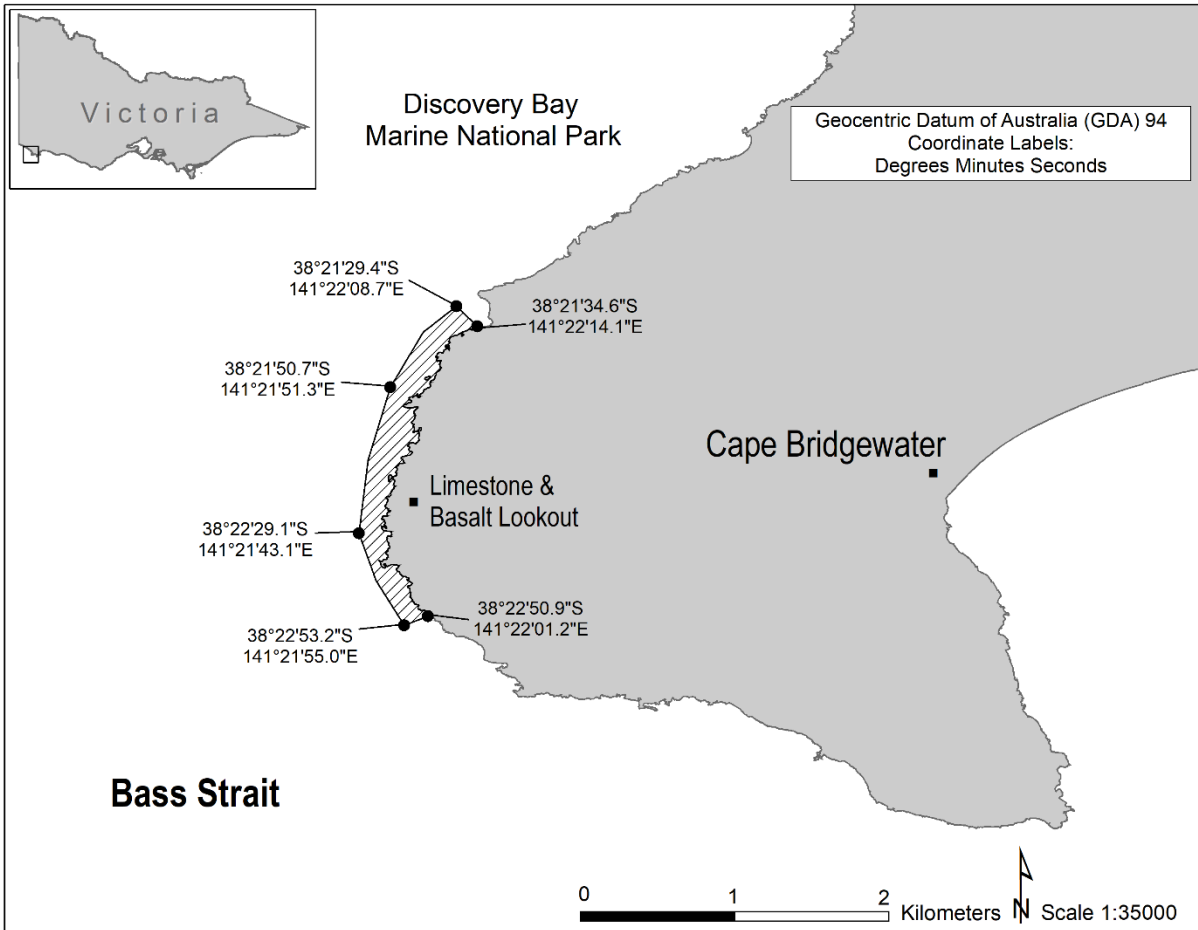 Victoria
Discovery Bay
Marine National Park
Geocentric Datum of Australia (GDA) 94
Coordinate Labels:
Degrees Minutes Seconds
38°21'29.4"S
141°22'08.7"E
38°21'34.6"S
141°22'14.1"E
38°21'50.7"S
141°21'51.3"E
Cape Bridgewater
Limestone &
Basalt Lookout
38°22'29.1"S
141°21'43.1"E
38°22'50.9"S
141°22'01.2"E
38°22'53.2"S
141°21'55.0"E
Bass Strait
0 1 2
Kilometers N Scale 1:35000